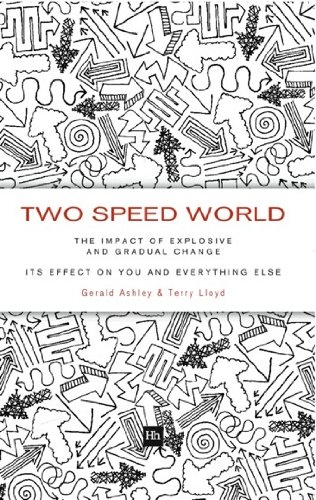 TWO SPEED WORLD
THE IMPACT OF EXPLOSIVE
AND GRADUAL CHANGE
ITS EFFECT ON YOU AND EVERYTHING ELSE
Gerald Ashley & Terry Lloyd
Hh